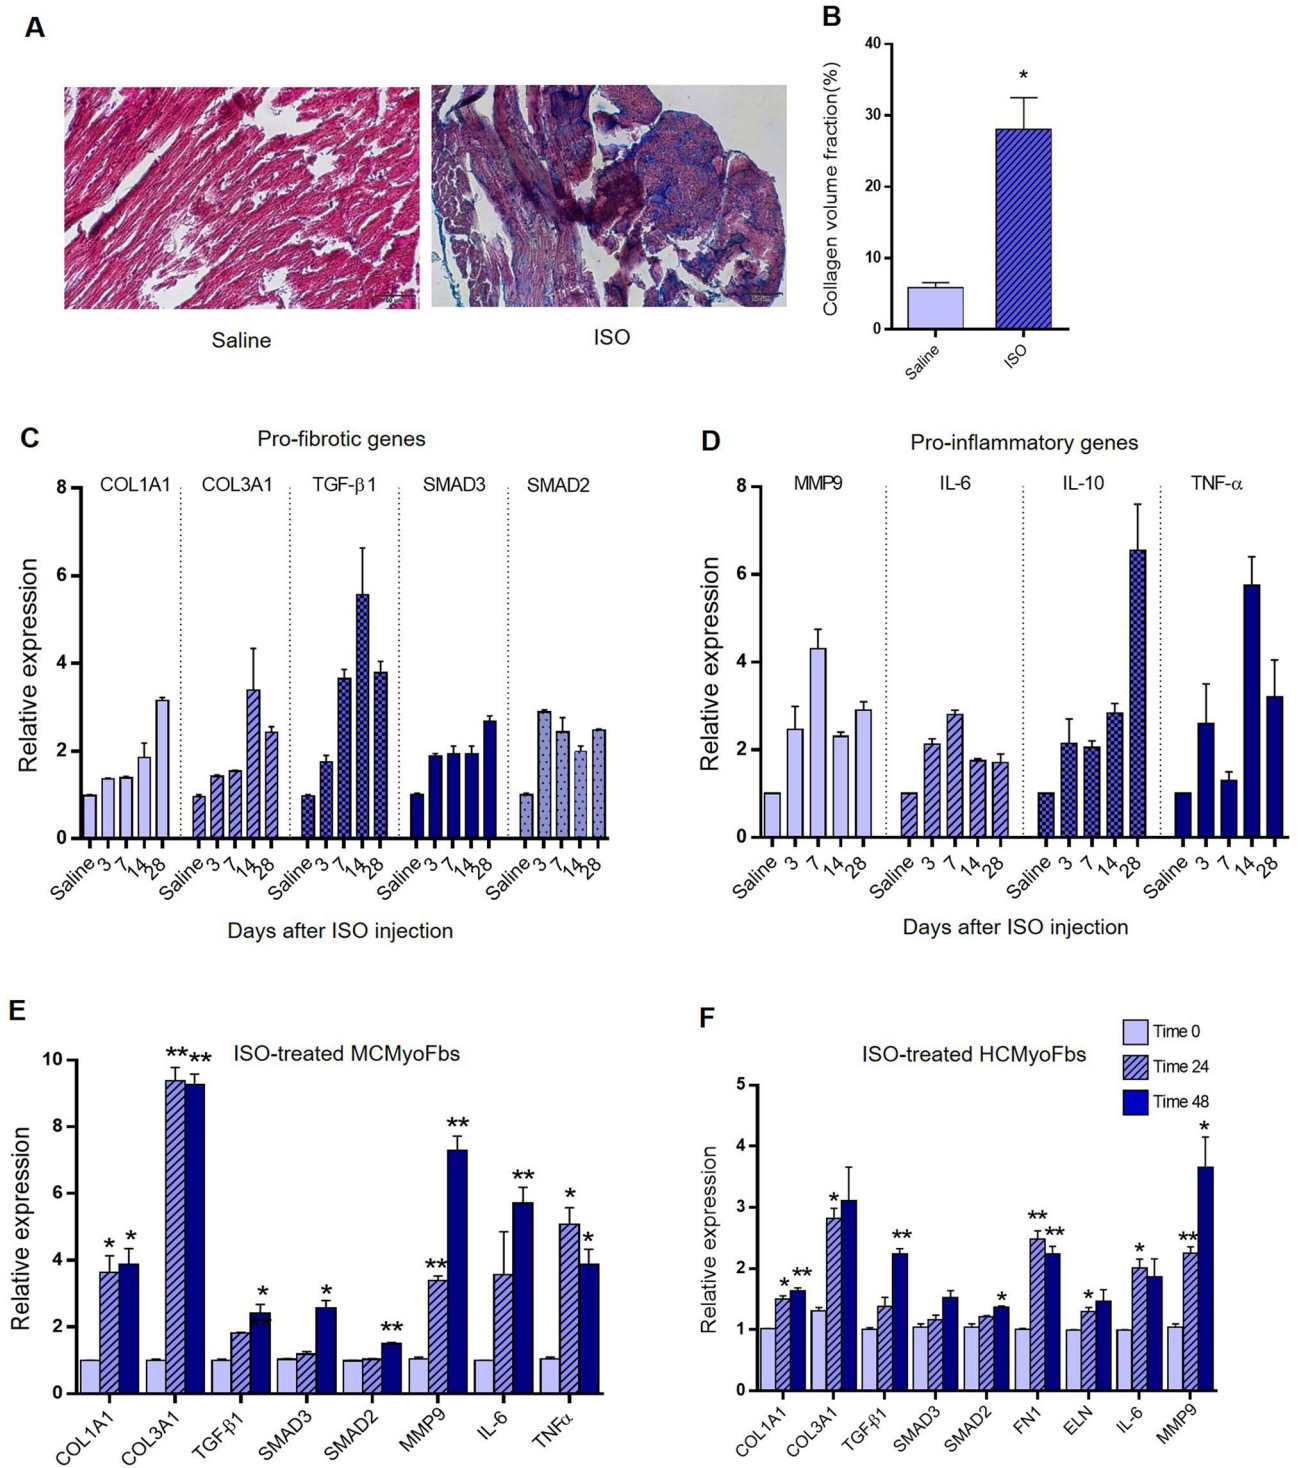 A
Saline
ISO
B
Collagen volume fraction(%)
40
30
20
10
0
*
Saline
ISO
C
Pro-fibrotic genes
COL1A1 COL3A1 TGF-β1 SMAD3 SMAD2
Relative expression
8
6
4
2
0
Saline 3 7 14 28 Saline 3 7 14 28 Saline 3 7 14 28 Saline 3 7 14 28 Saline 3 7 14 28
Days after ISO injection
D
Pro-inflammatory genes
MMP9 IL-6 IL-10 TNF-α
Relative expression
8
6
4
2
0
Saline 3 7 14 28 Saline 3 7 14 28 Saline 3 7 14 28 Saline 3 7 14 28
Days after ISO injection
E
ISO-treated MCMyoFbs
Relative expression
10
8
6
4
2
0
* * ** ** * ** * ** ** ** ** * *
COL1A1 COL3A1 TGF-β1 SMAD3 SMAD2 MMP9 IL-6 TNFα
F
ISO-treated HCMyoFbs
Time 0
Time 24
Time 48
Relative expression
5
4
3
2
1
0
* ** * ** * ** ** * * ** *
COL1A1 COL3A1 TGF-β1 SMAD3 SMAD2 FN1 ELN IL-6 MMP9